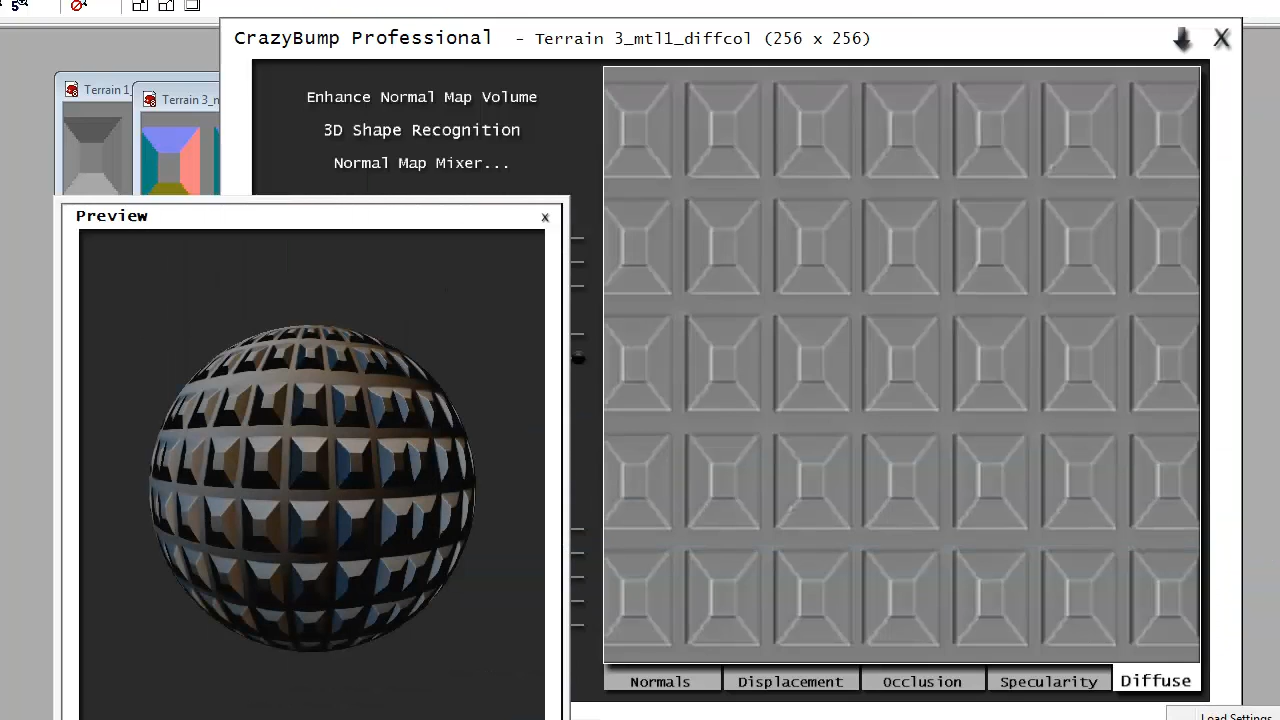 CrazyBump Professional - Terrain 3_mtl1_diffcol (256 x 256)
X
Terrain 1
Terrain 3_n
Enhance Normal Map Volume
3D Shape Recognition
Normal Map Mixer...
Preview
x
Normals
Displacement
Occlusion
Specularity
Diffuse
Load Settings